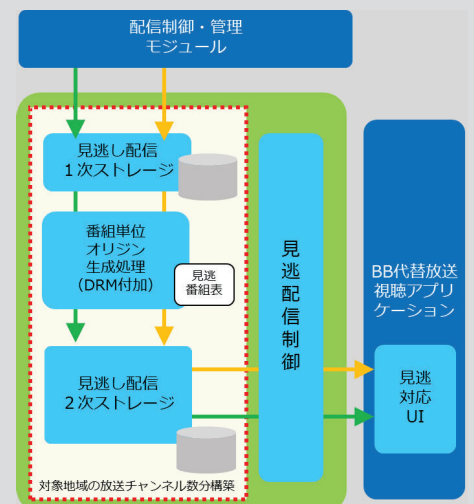 配信制御・管理
モジュール
見逃し配信
1次ストレージ
番組単位
オリジン
生成処理
(DRM付加)
見逃
番組表
見逃し配信
2次ストレージ
対象地域の放送チャンネル数分構築
見逃配信制御
BB代替放送
視聴アプリ
ケーション
見逃
対応
UI